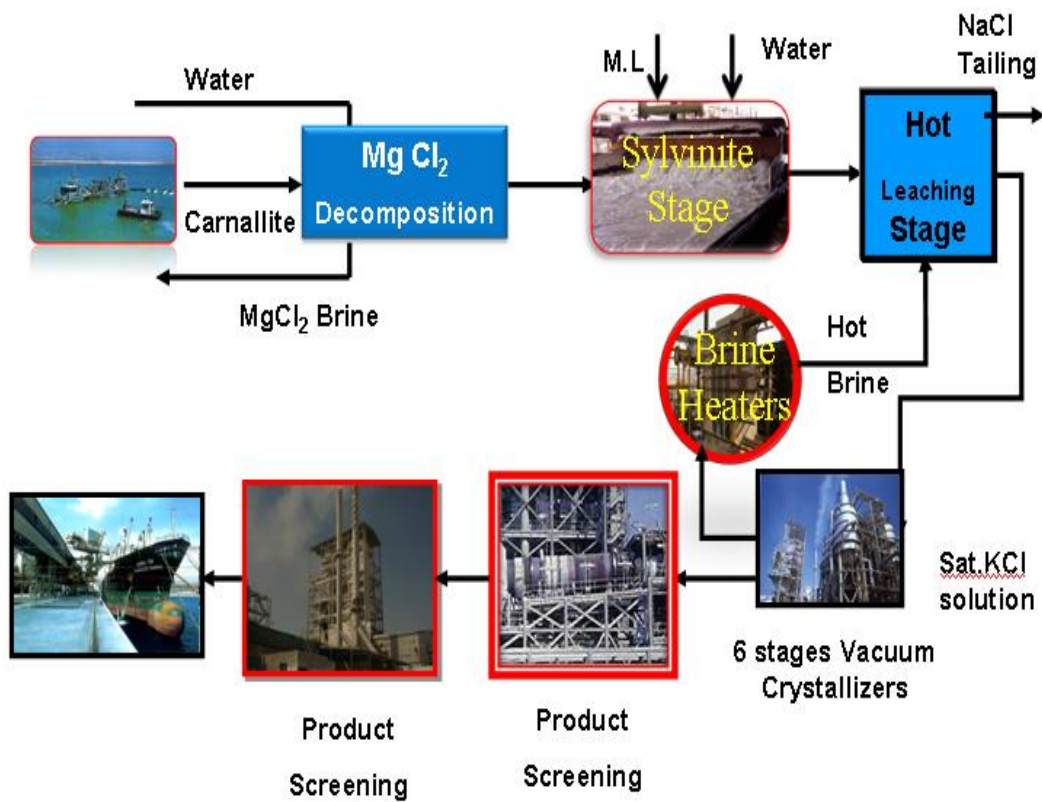 Water
Carnallite
MgCl2 Brine
Mg Cl2
Decomposition
M.L
Water
Sylvinite
Stage
NaCl
Tailing
Hot
Leaching
Stage
Brine
Heaters
Hot
Brine
Sat.KCl
solution
6 stages Vacuum
Crystallizers
Product
Screening
Product
Screening